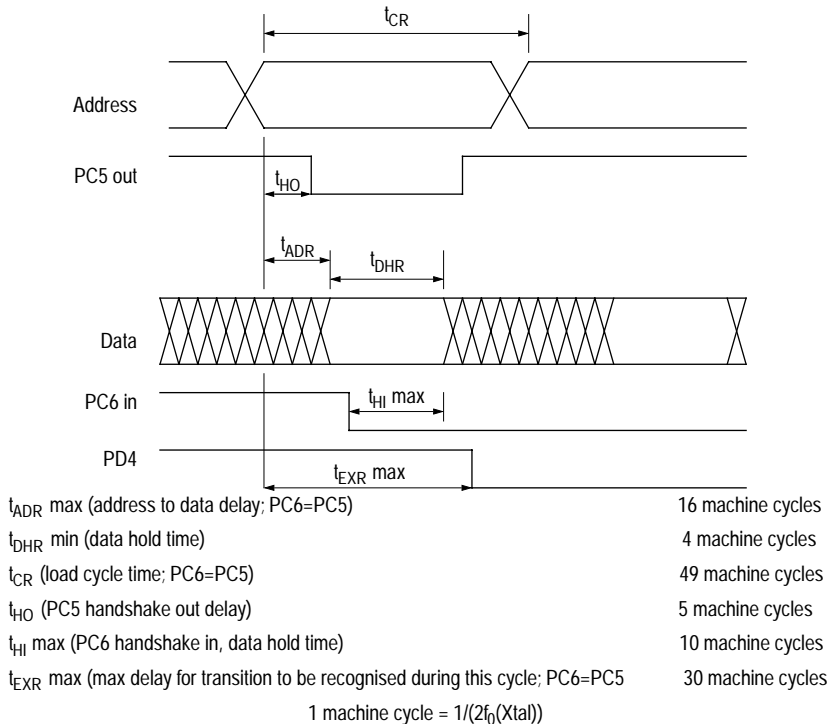 tCR
Address
PC5 out
tHO
tADR
tDHR
Data
PC6 in
tHI max
PD4
tEXR max
tADR max (address to data delay; PC6=PC5) 16 machine cycles
tDHR min (data hold time) 4 machine cycles
tCR (load cycle time; PC6=PC5) 49 machine cycles
tHO (PC5 handshake out delay) 5 machine cycles
tHI max (PC6 handshake in, data hold time) 10 machine cycles
tEXR max (max delay for transition to be recognised during this cycle; PC6=PC5 30 machine cycles
1 machine cycle = 1/(2f0(Xtal))